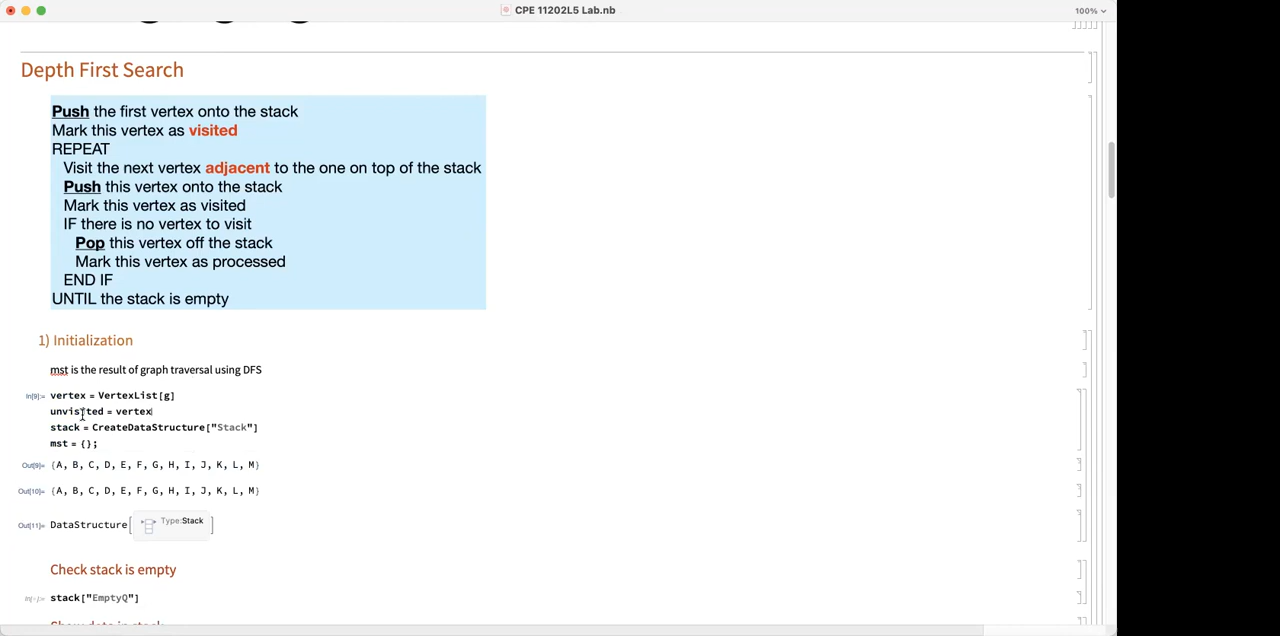 CPE 11202L5 Lab.nb
100%
Depth First Search
Push the first vertex onto the stack
Mark this vertex as visited
REPEAT
Visit the next vertex adjacent to the one on top of the stack
Push this vertex onto the stack
Mark this vertex as visited
IF there is no vertex to visit
Pop this vertex off the stack
Mark this vertex as processed
END IF
UNTIL the stack is empty
1) Initialization
mst is the result of graph traversal using DFS
In[9]:= vertex = VertexList[g]
unvisited = vertex
stack = CreateDataStructure["Stack"]
mst = {};
Out[9]= {A, B, C, D, E, F, G, H, I, J, K, L, M}
Out[10]= {A, B, C, D, E, F, G, H, I, J, K, L, M}
Out[11]= DataStructure[ Type:Stack ]
Check stack is empty
In[-]:= stack["EmptyQ"]
Show data in stack